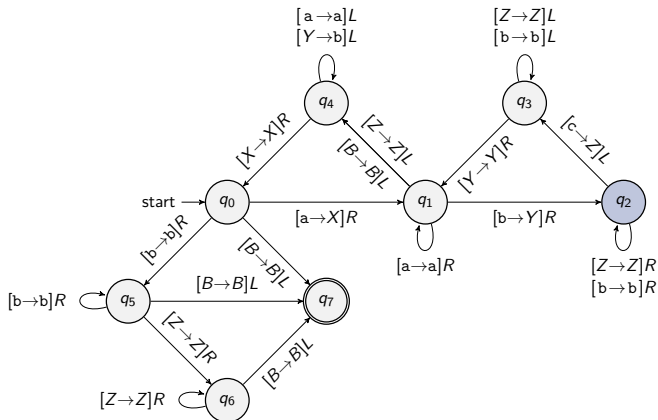 [a→a]L
[Y→b]L
[Z→Z]L
[b→b]L
q4
q3
[X→X]R
[Z→Z]L
[B→B]L
[Y→Y]R
[c→Z]L
start
q0
[a→X]R
q1
[b→Y]R
q2
[b→b]R
[B→B]L
[a→a]R
[Z→Z]R
[b→b]R
[b→b]R
q5
[B→B]L
q7
[Z→Z]R
[B→B]L
[Z→Z]R
q6